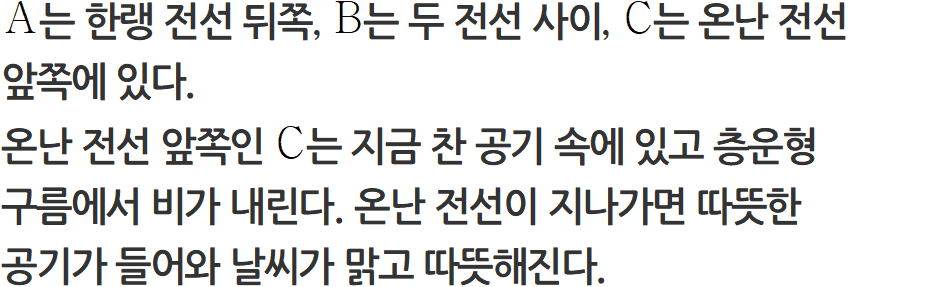 A는 한랭 전선 뒤쪽, B는 두 전선 사이, C는 온난 전선
앞쪽에 있다.
온난 전선 앞쪽인 C는 지금 찬 공기 속에 있고 층운형
구름에서 비가 내린다. 온난 전선이 지나가면 따뜻한
공기가 들어와 날씨가 맑고 따뜻해진다.